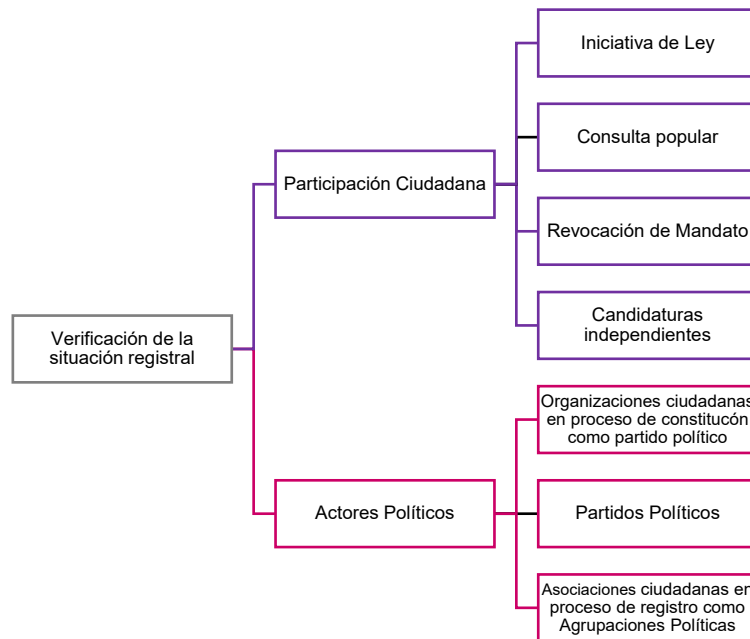 Iniciativa de Ley
Consulta popular
Participación Ciudadana
Revocación de Mandato
Candidaturas
independientes
Verificación de la
situación registral
Organizaciones ciudadanas
en proceso de constitucón
como partido político
Actores Políticos
Partidos Políticos
Asociaciones ciudadanas en
proceso de registro como
Agrupaciones Políticas